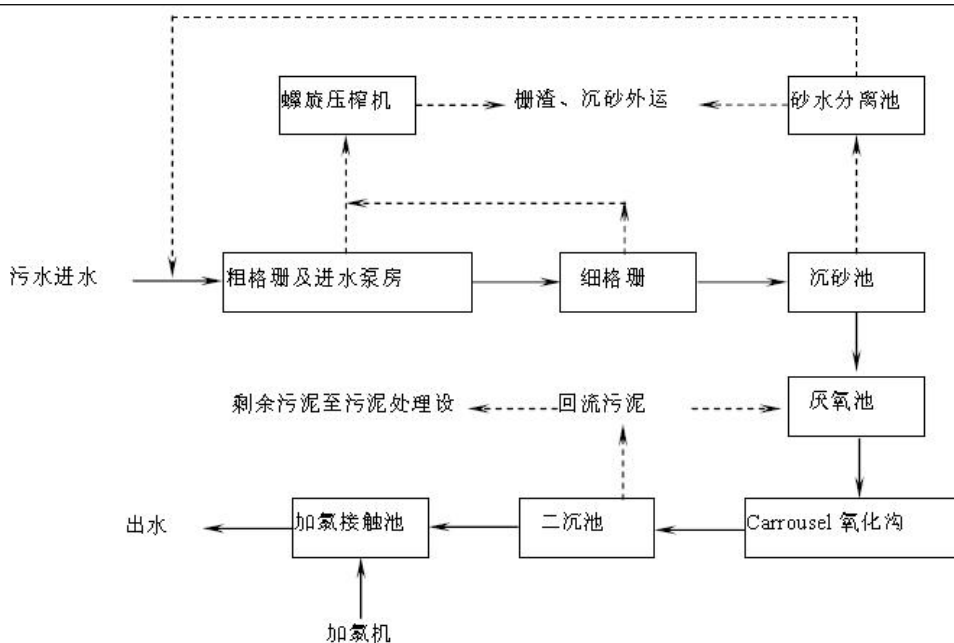 螺旋压榨机
栅渣、沉砂外运
砂水分离池
污水进水
粗格珊及进水泵房
细格珊
沉砂池
剩余污泥至污泥处理设
回流污泥
厌氧池
出水
加氯接触池
二沉池
Carrousel 氧化沟
加氯机